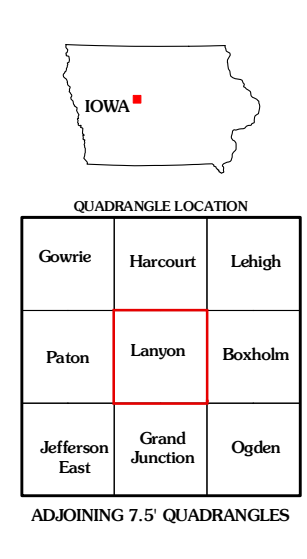 IOWA
QUADRANGLE LOCATION
Gowrie Harcourt Lehigh
Paton Lanyon Boxholm
Jefferson
East
Grand
Junction
Ogden
ADJOINING 7.5' QUADRANGLES